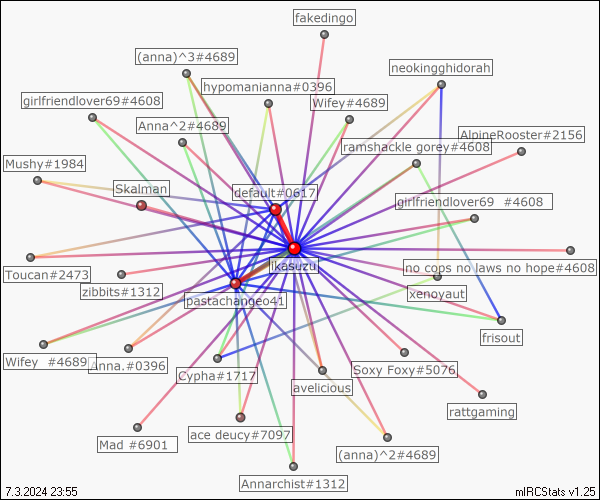 fakedingo
(anna)^3#4689
neokingghidorah
hypomanianna#0396
girlfriendlover69#4608
Wifey#4689
Anna^2#4689
AlpineRooster#2156
ramshackle gorey#4608
Mushy#1984
Skalman
default#0617
girlfriendlover69 #4608
likasuzu
Toucan#2473
no cops no laws no hope#4608
zibbits#1312
xenoyaut
pastachangeo41
frisout
Wifey #4689
Anna.#0396
Cypha#1717
Soxy Foxy#5076
avelicious
rattgaming
Mad #6901
ace deucy#7097
(anna)^2#4689
Annarchist#1312
7.3.2024 23:55
mIRCStats v1.25